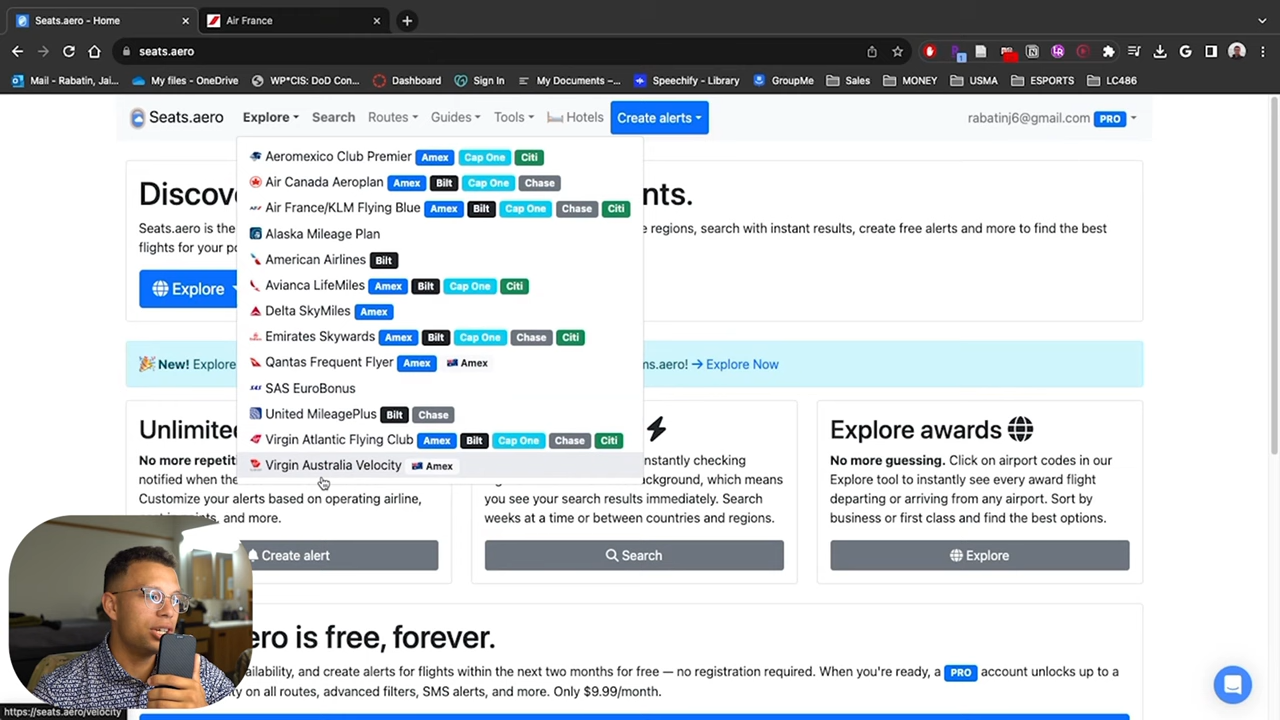 Seats.aero - Home
Air France
seats.aero
Mail - Rabatin, Jai...
My files - OneDrive
WP*CIS: DoD Con...
Dashboard
Sign In
My Documents –...
Speechify - Library
GroupMe
Sales
MONEY
USMA
ESPORTS
LC486
Seats.aero Explore Search Routes Guides Tools Hotels Create alerts rabatinj6@gmail.com PRO
Aeromexico Club Premier Amex Cap One Citi
Air Canada Aeroplan Amex Bilt Cap One Chase
Air France/KLM Flying Blue Amex Bilt Cap One Chase Citi
Alaska Mileage Plan
American Airlines Bilt
Avianca LifeMiles Amex Bilt Cap One Citi
Delta SkyMiles Amex
Emirates Skywards Amex Bilt Cap One Chase Citi
Qantas Frequent Flyer Amex Amex
SAS EuroBonus
United MileagePlus Bilt Chase
Virgin Atlantic Flying Club Amex Bilt Cap One Chase Citi
Virgin Australia Velocity Amex
Discov nts.
Seats.aero is the e regions, search with instant results, create free alerts and more to find the best
flights for your po
Explore
New! Explore ts.aero! → Explore Now
Unlimited
No more repetiti
notified when the
Customize your alerts based on operating airline,
, and more.
Create alert
nstantly checking
ackground, which means
you see your search results immediately. Search
weeks at a time or between countries and regions.
Search
Explore awards
No more guessing. Click on airport codes in our
Explore tool to instantly see every award flight
departing or arriving from any airport. Sort by
business or first class and find the best options.
Explore
ero is free, forever.
ailability, and create alerts for flights within the next two months for free — no registration required. When you're ready, a PRO account unlocks up to a
y on all routes, advanced filters, SMS alerts, and more. Only $9.99/month.
https://seats.aero/velocity